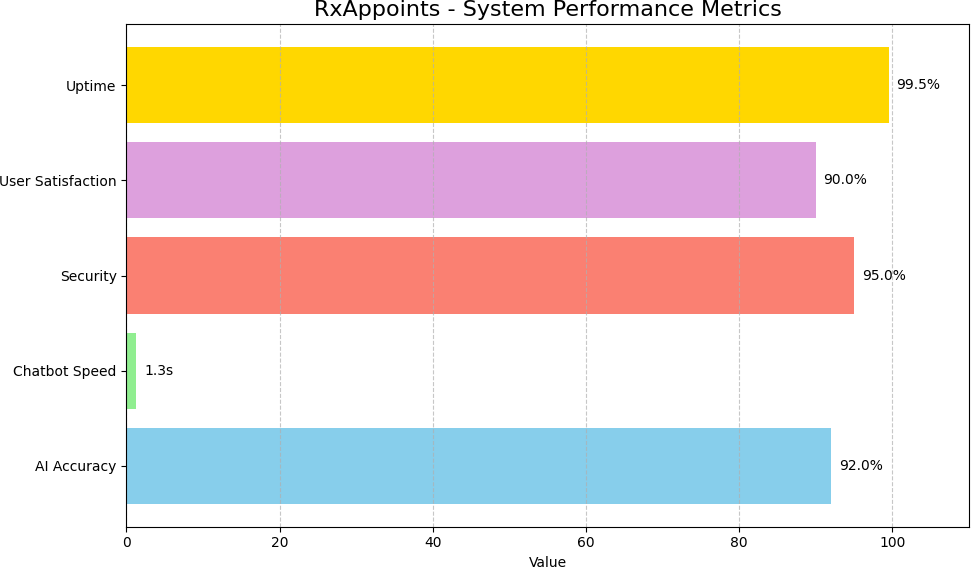 RxAppoints - System Performance Metrics
Uptime
99.5%
User Satisfaction
90.0%
Security
95.0%
Chatbot Speed
1.3s
AI Accuracy
92.0%
0 20 40 60 80 100
Value